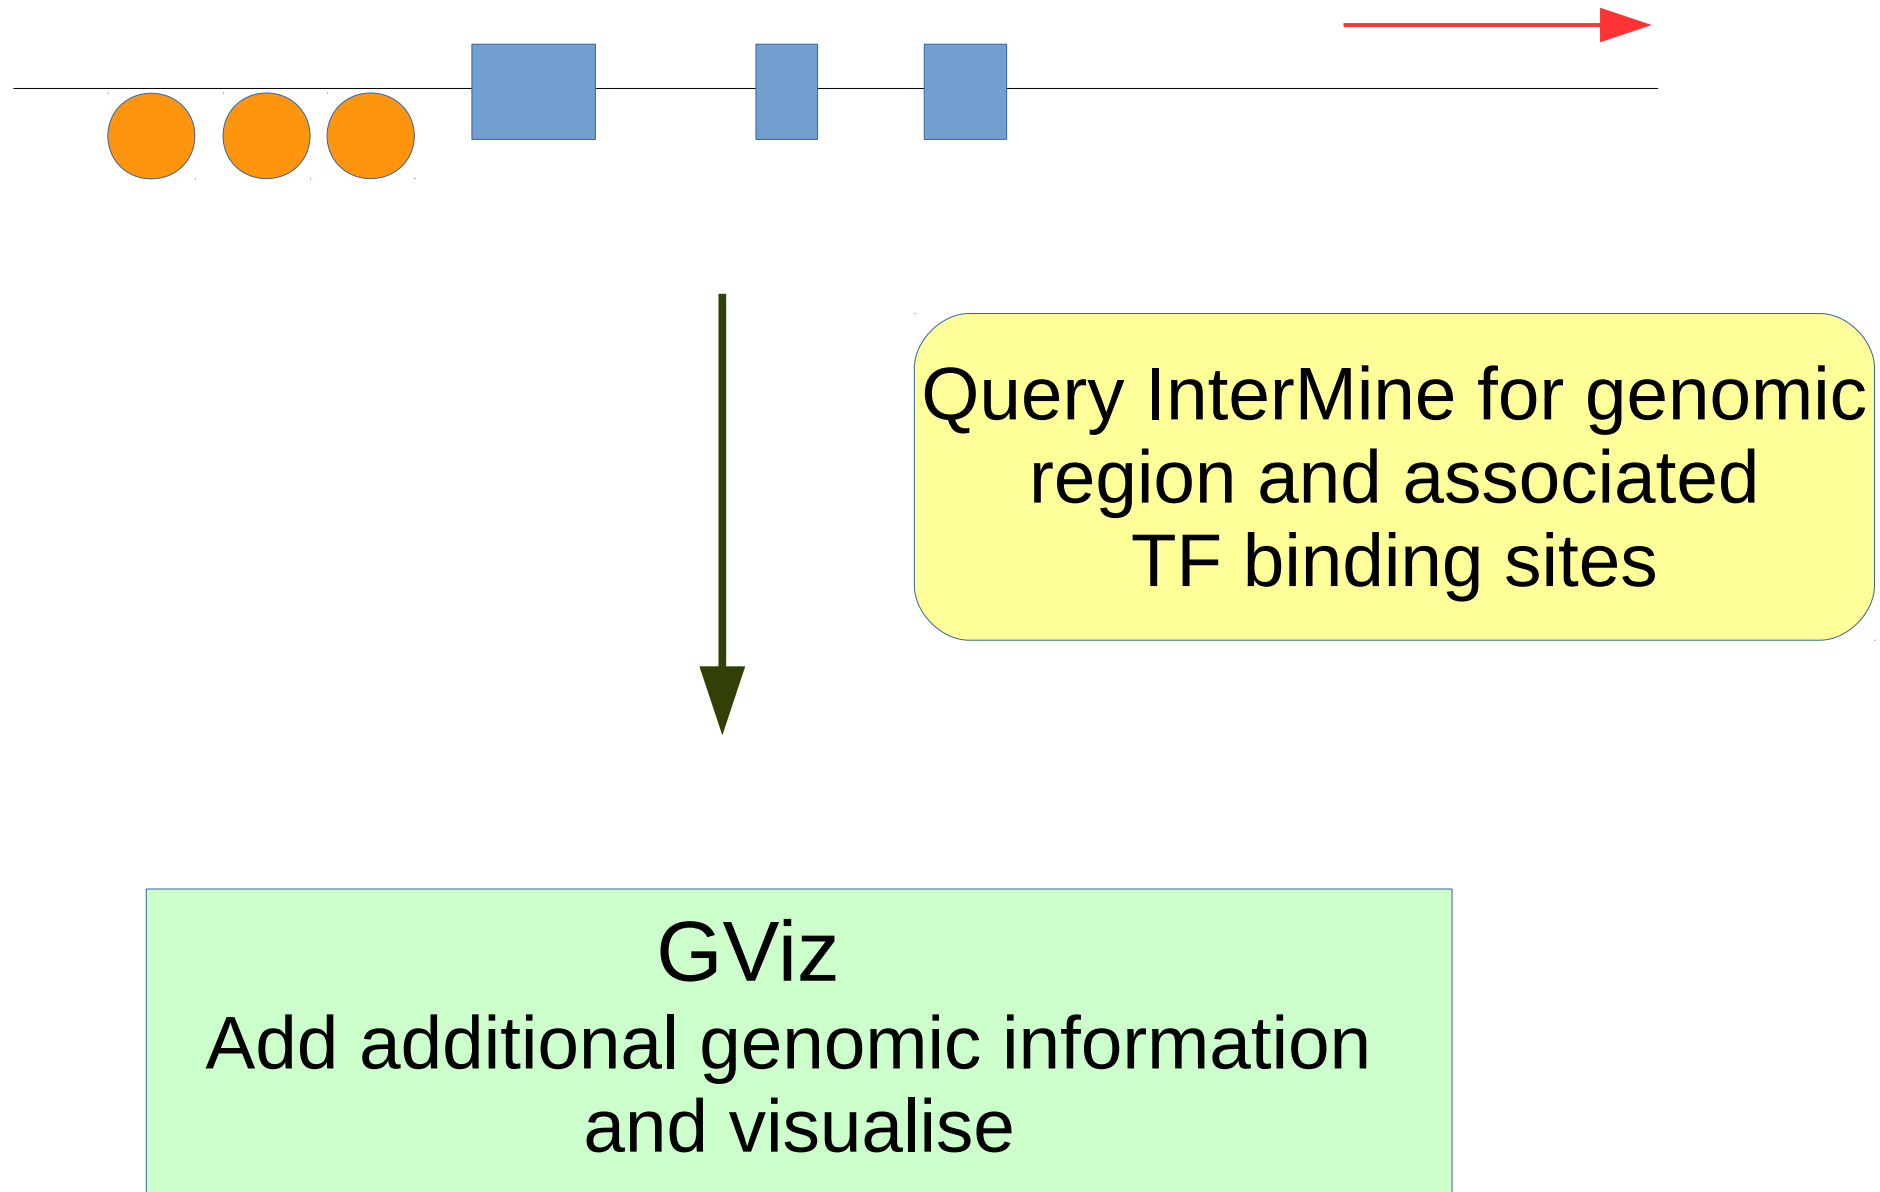 Query InterMine for genomic
region and associated
TF binding sites
GViz
Add additional genomic information
and visualise